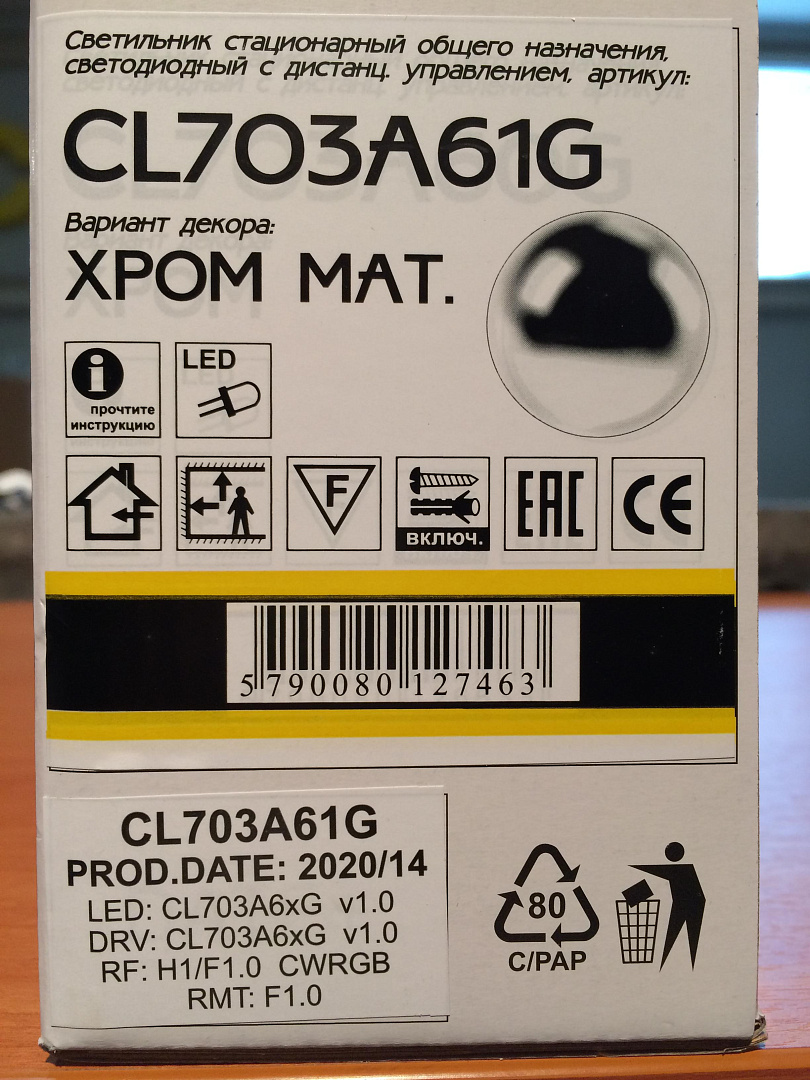 Светильник стационарный общего назначения,
светодиодный с дистанц. управлением, артикул:
CL703A61G
Вариант декора:
ХРОМ МАТ.
i
прочтите
инструкцию
LED
F
включ.
EAC
CE
5 790080 127463
CL703A61G
PROD.DATE: 2020/14
LED: CL703A6xG v1.0
DRV: CL703A6xG v1.0
RF: H1/F1.0 CWRGB
RMT: F1.0
80
C/PAP